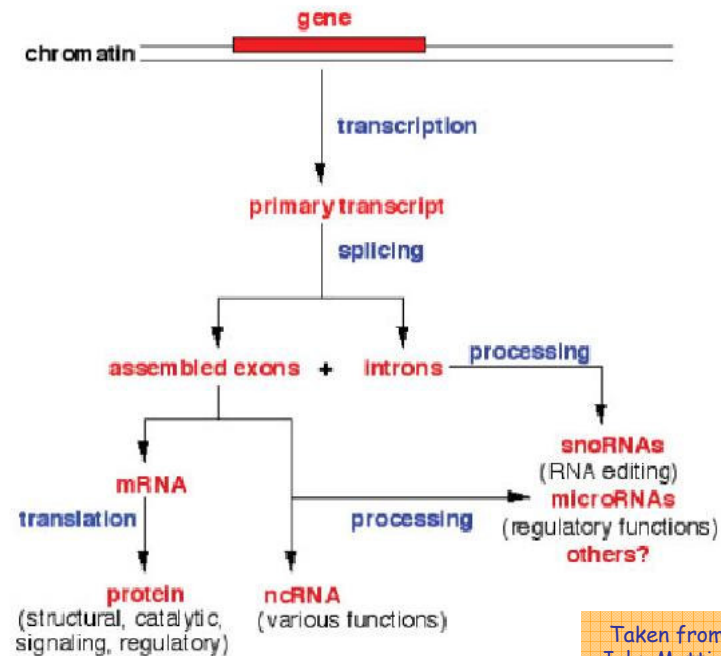 gene
chromatin
transcription
primary transcript
splicing
assembled exons + introns
processing
snoRNAs
(RNA editing)
microRNAs
(regulatory functions)
others?
mRNA
translation
processing
protein
(structural, catalytic,
signaling, regulatory)
ncRNA
(various functions)
Taken from